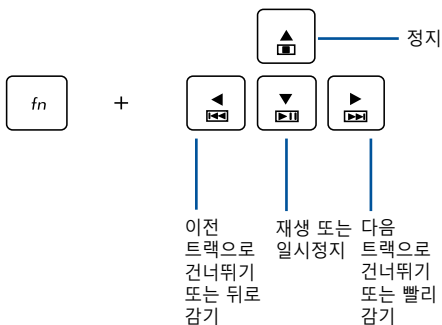 정지
fn
+
이전
트랙으로
건너뛰기
또는 뒤로
감기
재생 또는
일시정지
다음
트랙으로
건너뛰기
또는 빨리
감기